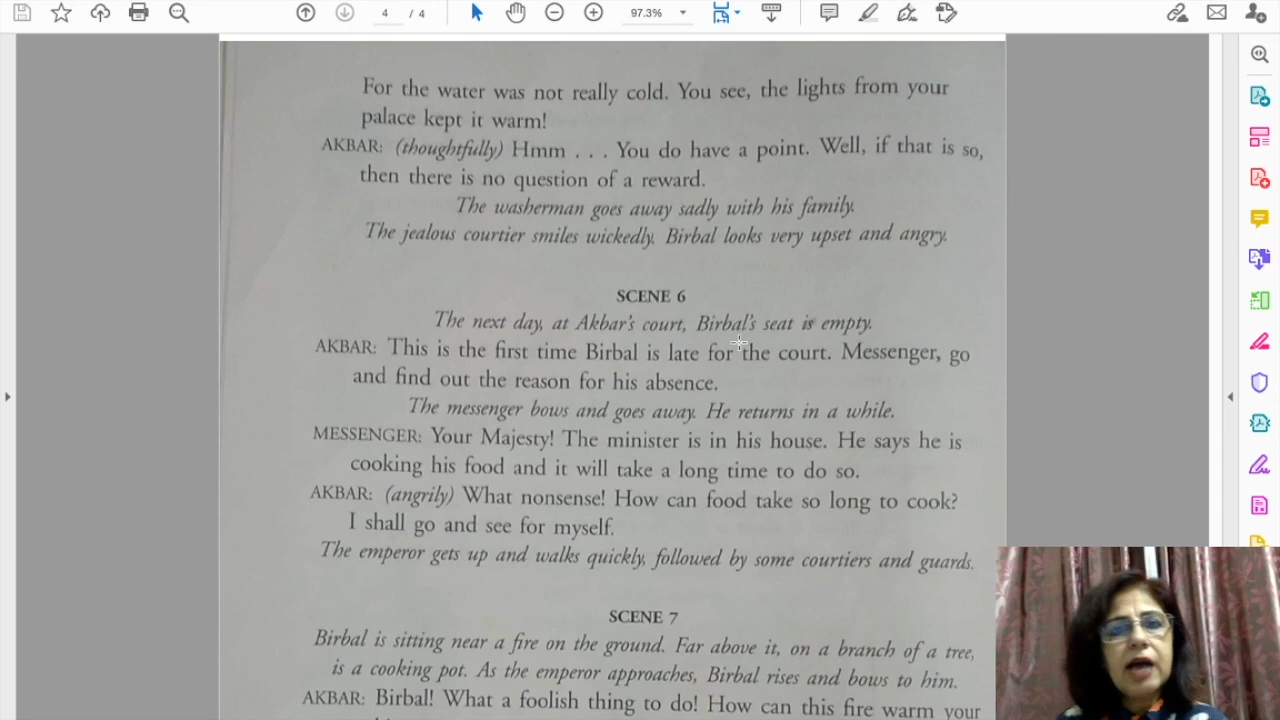 4 / 4
97.3%
For the water was not really cold. You see, the lights from your
palace kept it warm!
AKBAR: (thoughtfully) Hmm . . . You do have a point. Well, if that is so,
then there is no question of a reward.
The washerman goes away sadly with his family.
The jealous courtier smiles wickedly. Birbal looks very upset and angry.
SCENE 6
The next day, at Akbar's court, Birbal's seat is empty.
AKBAR: This is the first time Birbal is late for the court. Messenger, go
and find out the reason for his absence.
The messenger bows and goes away. He returns in a while.
MESSENGER: Your Majesty! The minister is in his house. He says he is
cooking his food and it will take a long time to do so.
AKBAR: (angrily) What nonsense! How can food take so long to cook?
I shall go and see for myself.
The emperor gets up and walks quickly, followed by some courtiers and guards.
SCENE 7
Birbal is sitting near a fire on the ground. Far above it, on a branch of a tree,
is a cooking pot. As the emperor approaches, Birbal rises and bows to him.
AKBAR: Birbal! What a foolish thing to do! How can this fire warm your